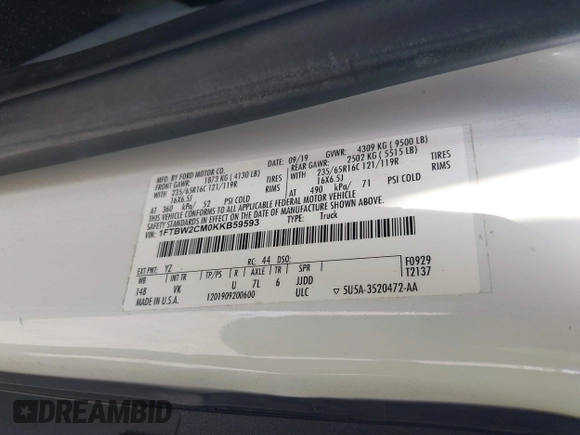 MFD. BY FORD MOTOR CO. 09/19 GVWR: 4309 KG ( 9500 LB)
FRONT GAWR: 1873 KG ( 4130 LB) REAR GAWR: 2502 KG ( 5515 LB)
WITH 235/65R16C 121/119R TIRES WITH 235/65R16C 121/119R TIRES
16X6.5J RIMS 16X6.5J RIMS
AT 360 kPa/ 52 PSI COLD AT 490 kPa/ 71 PSI COLD
THIS VEHICLE CONFORMS TO ALL APPLICABLE FEDERAL MOTOR VEHICLE
SAFETY STANDARDS IN EFFECT ON THE DATE OF MANUFACTURE SHOWN ABOVE.
VIN: 1FTBW2CM0KKB59593 TYPE: Truck
EXT PNT: YZ RC: 44 DSO: F0929
WB INT TR TP/PS R AXLE TR SPR T2137
148 VK U 7L 6 JJDD
MADE IN U.S.A. 1201909200600 ULC ▽ 5U5A-3520472-AA
DREAMBID